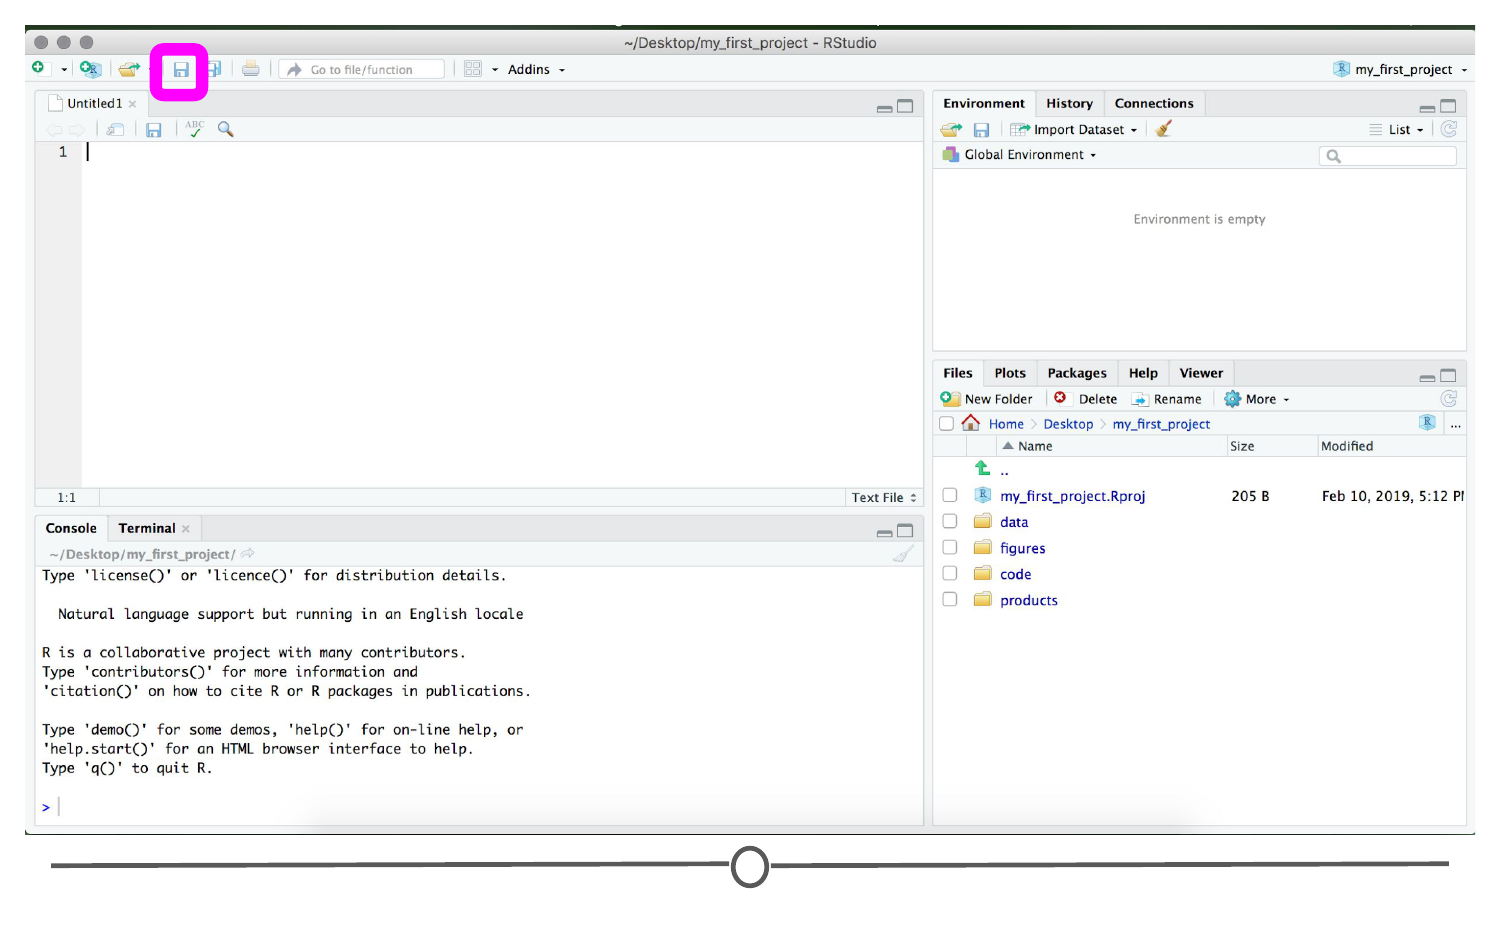 ~/Desktop/my_first_project - RStudio
Go to file/function
Addins
my_first_project
Untitled1
ABC
1
1:1
Text File
Console Terminal
~/Desktop/my_first_project/
Type 'license()' or 'licence()' for distribution details.
Natural language support but running in an English locale
R is a collaborative project with many contributors.
Type 'contributors()' for more information and
'citation()' on how to cite R or R packages in publications.
Type 'demo()' for some demos, 'help()' for on-line help, or
'help.start()' for an HTML browser interface to help.
Type 'q()' to quit R.
>
Environment History Connections
Import Dataset List
Global Environment
Environment is empty
Files Plots Packages Help Viewer
New Folder Delete Rename More
Home Desktop my_first_project R ...
Name Size Modified
..
my_first_project.Rproj 205 B Feb 10, 2019, 5:12 PM
data
figures
code
products